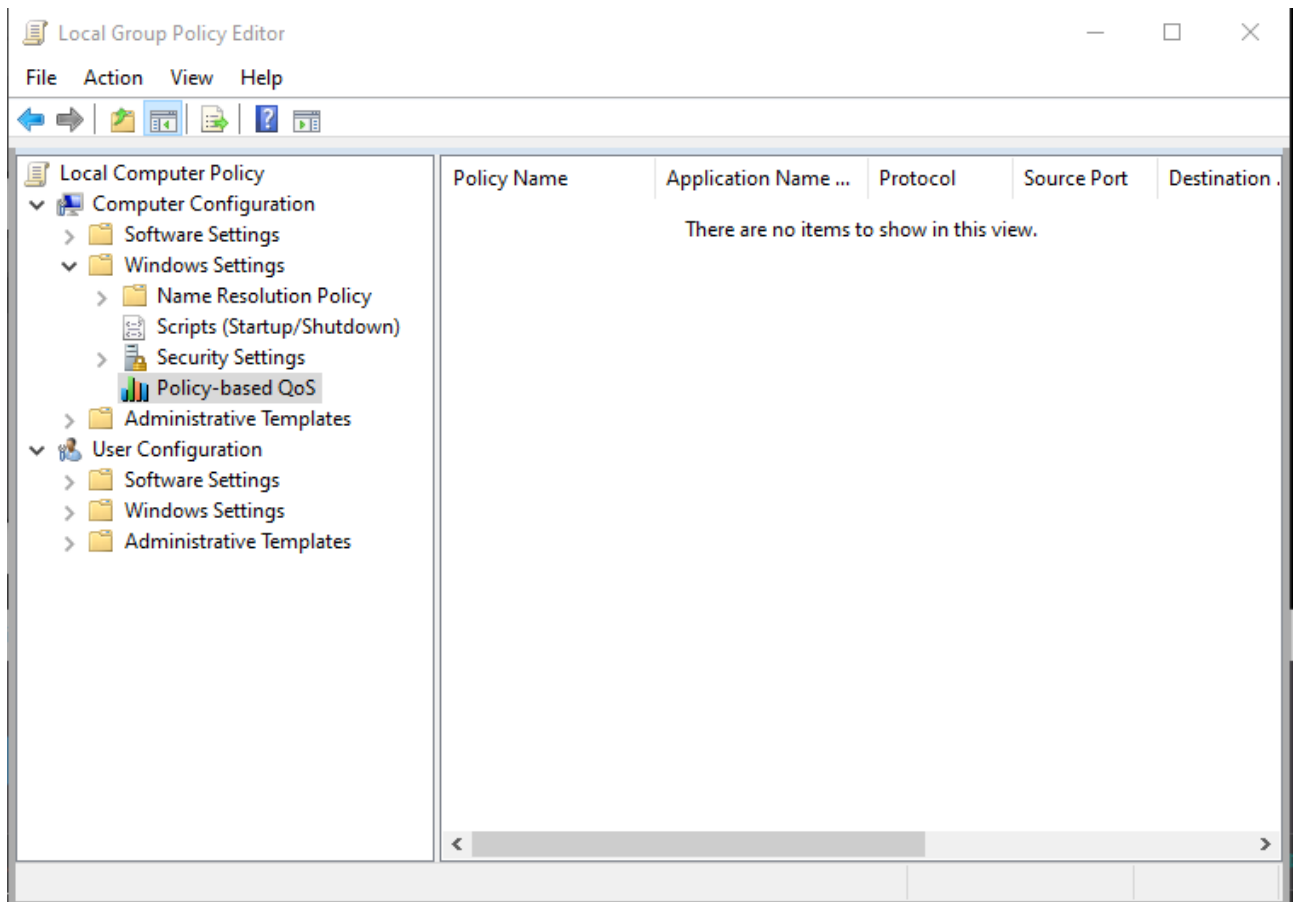 Local Group Policy Editor
File Action View Help
Local Computer Policy
Computer Configuration
Software Settings
Windows Settings
Name Resolution Policy
Scripts (Startup/Shutdown)
Security Settings
Policy-based QoS
Administrative Templates
User Configuration
Software Settings
Windows Settings
Administrative Templates
Policy Name Application Name ... Protocol Source Port Destination .
There are no items to show in this view.